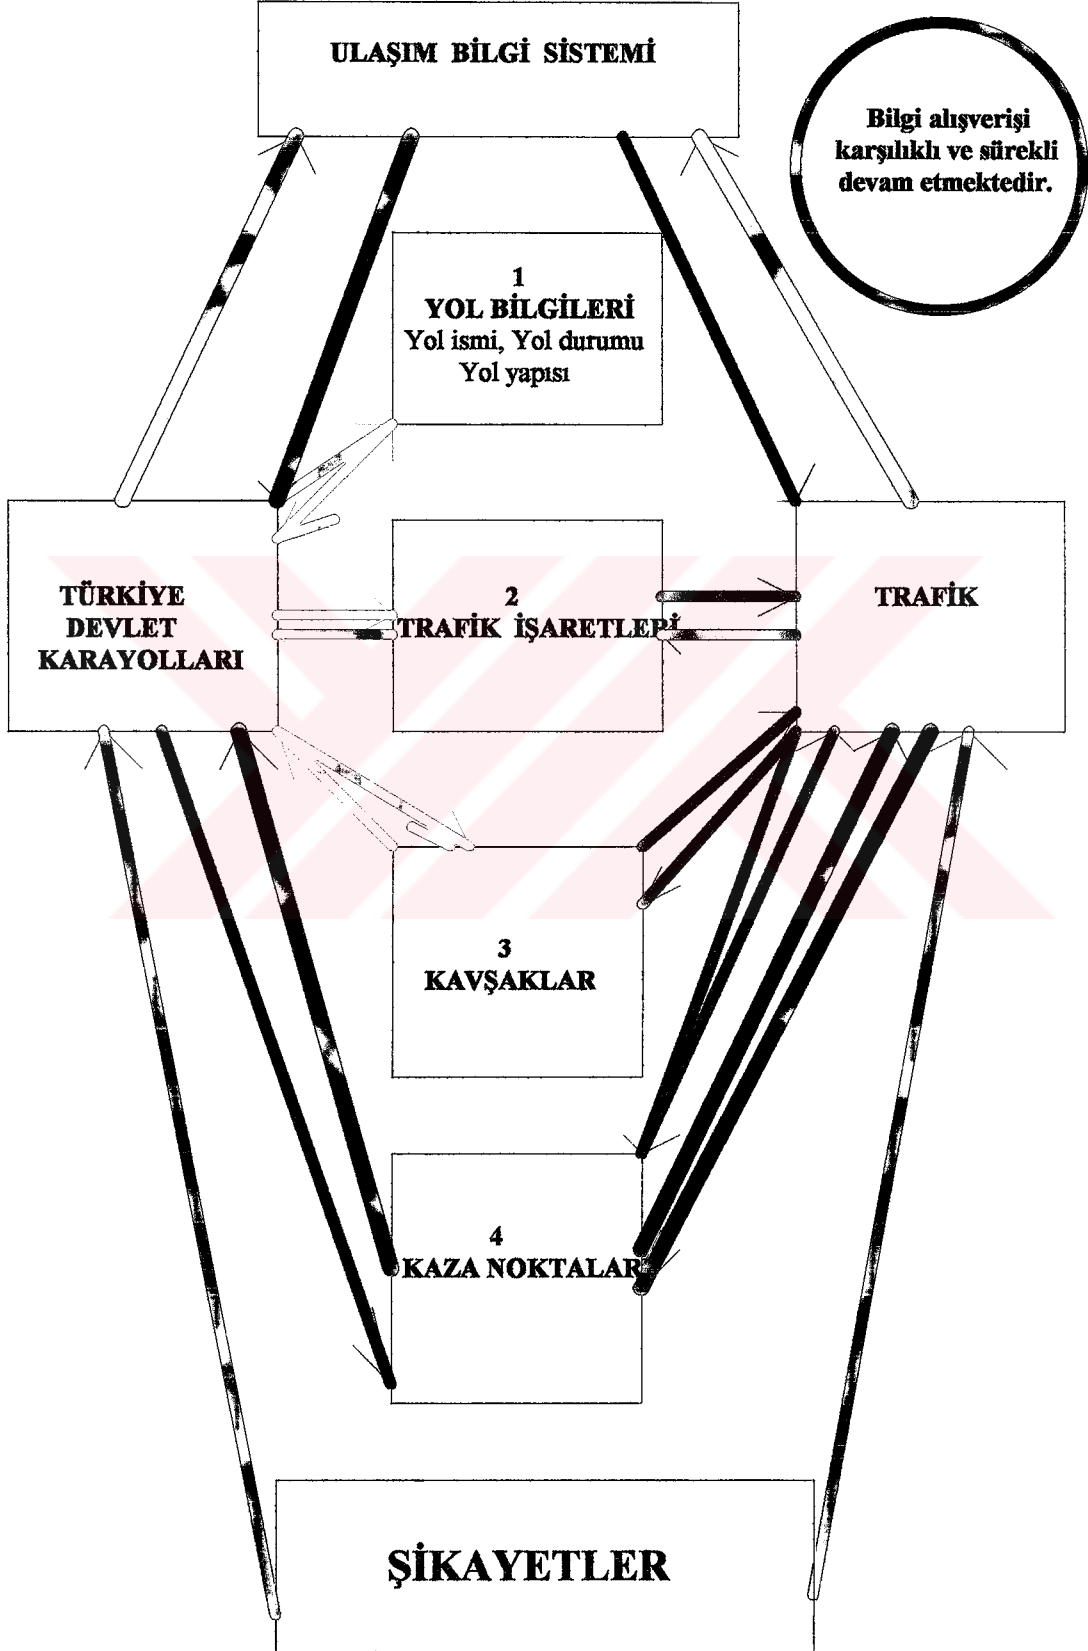 ULAŞIM BİLGİ SİSTEMİ
Bilgi alışverişi
karşılıklı ve sürekli
devam etmektedir.
1
YOL BİLGİLERİ
Yol ismi, Yol durumu
Yol yapısı
TÜRKİYE
DEVLET
KARAYOLLARI
2
TRAFİK İŞARETLERİ
TRAFİK
3
KAVŞAKLAR
4
KAZA NOKTALAR
ŞİKAYETLER